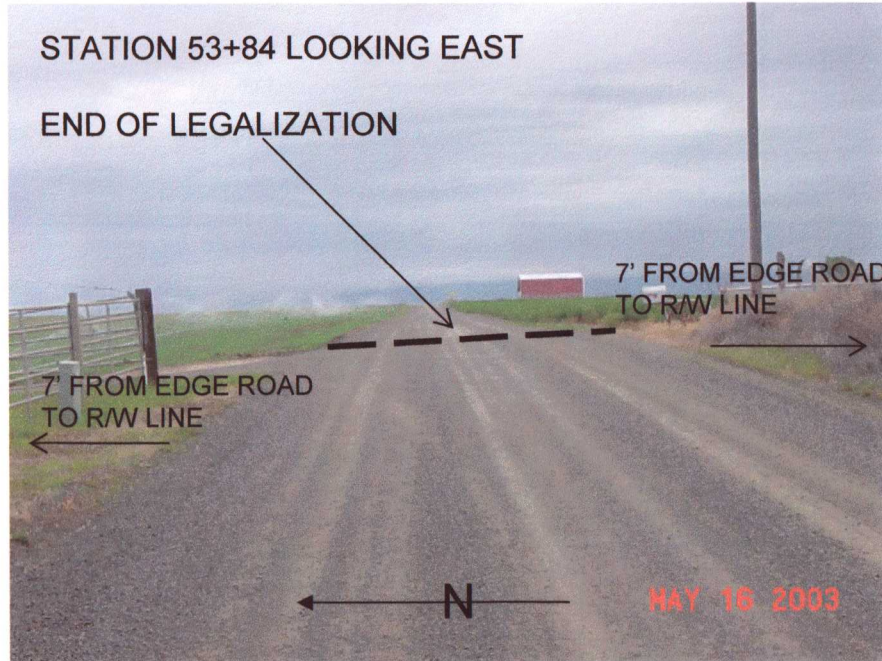 STATION 53+84 LOOKING EAST
END OF LEGALIZATION
7' FROM EDGE ROAD
TO R/W LINE
7' FROM EDGE ROAD
TO R/W LINE
N
MAY 16 2003